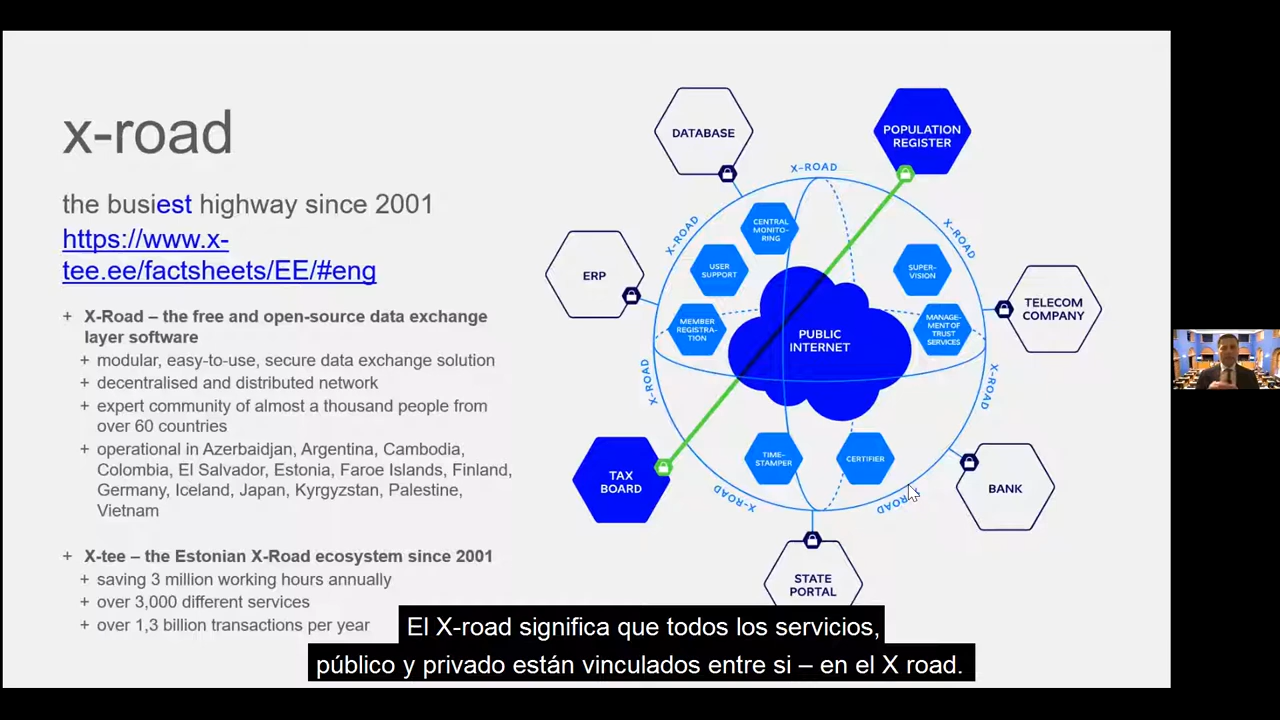 x-road
the busiest highway since 2001
https://www.x-
tee.ee/factsheets/EE/#eng
+ X-Road – the free and open-source data exchange
layer software
+ modular, easy-to-use, secure data exchange solution
+ decentralised and distributed network
+ expert community of almost a thousand people from
over 60 countries
+ operational in Azerbaidjan, Argentina, Cambodia,
Colombia, El Salvador, Estonia, Faroe Islands, Finland,
Germany, Iceland, Japan, Kyrgyzstan, Palestine,
Vietnam
+ X-tee – the Estonian X-Road ecosystem since 2001
+ saving 3 million working hours annually
+ over 3,000 different services
+ over 1,3 billion transactions per year
DATABASE
POPULATION
REGISTER
X-ROAD
X-ROAD
X-ROAD
CENTRAL
MONITO-
RING
USER
SUPPORT
SUPER-
VISION
ERP
TELECOM
COMPANY
MEMBER
REGISTRA-
TION
PUBLIC
INTERNET
MANAGE-
MENT OF
TRUST
SERVICES
X-ROAD
X-ROAD
TAX
BOARD
TIME-
STAMPER
CERTIFIER
BANK
X-ROAD
X-ROAD
STATE
PORTAL
El X-road significa que todos los servicios,
público y privado están vinculados entre si – en el X road.